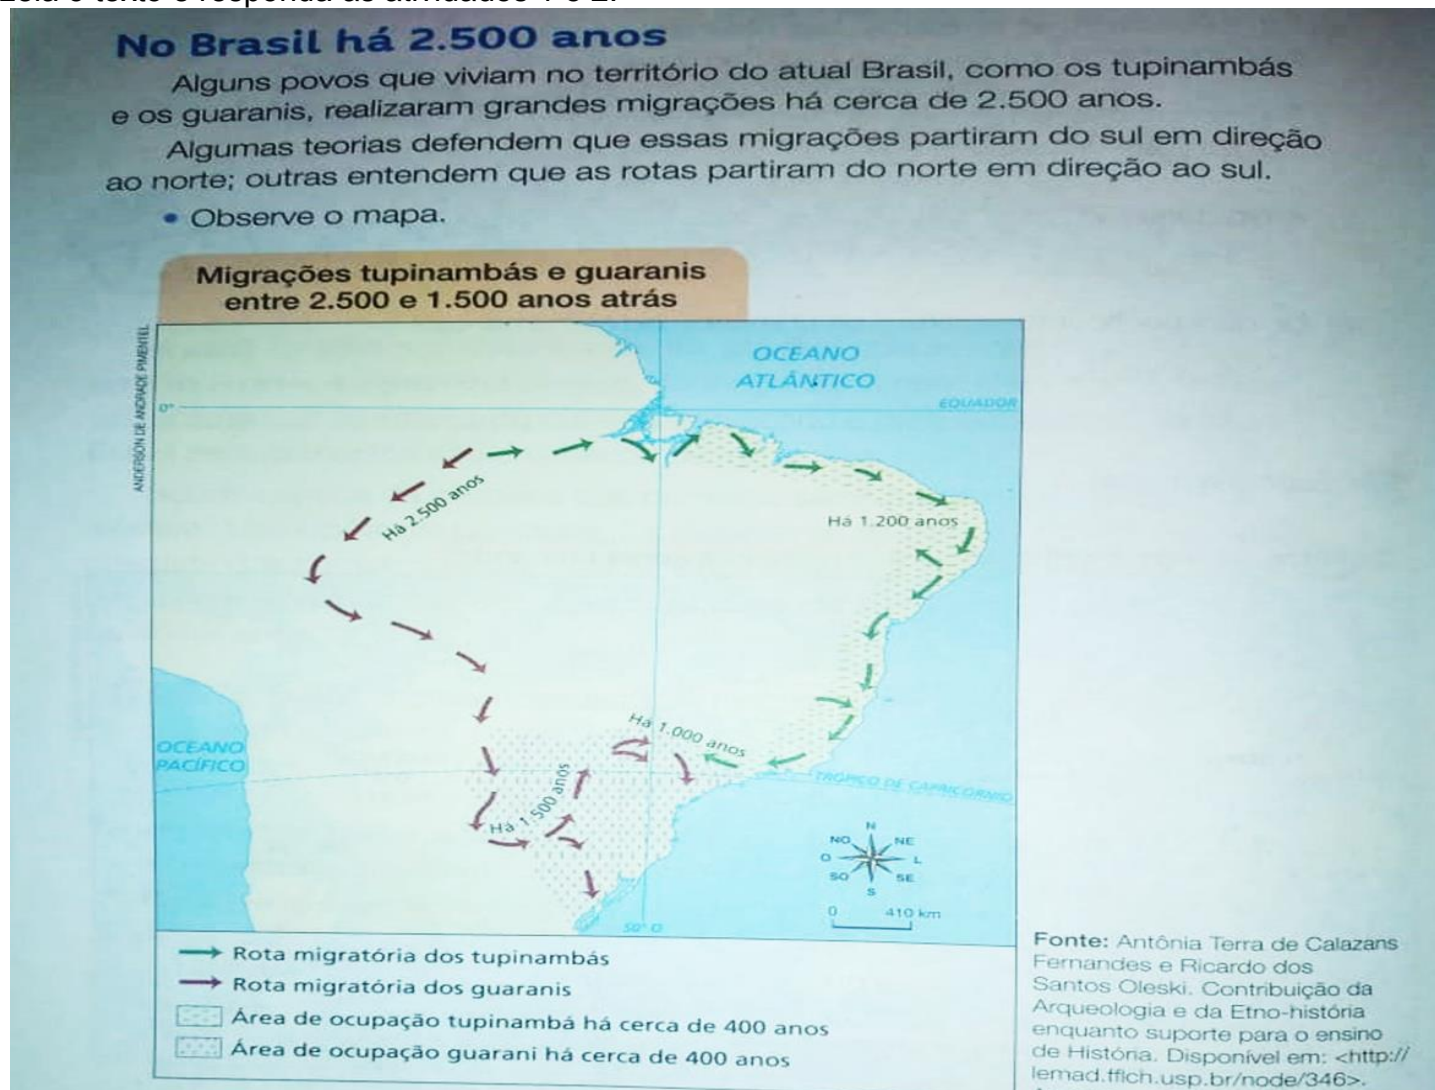 No Brasil há 2.500 anos
Alguns povos que viviam no território do atual Brasil, como os tupinambás
e os guaranis, realizaram grandes migrações há cerca de 2.500 anos.
Algumas teorias defendem que essas migrações partiram do sul em direção
ao norte; outras entendem que as rotas partiram do norte em direção ao sul.
• Observe o mapa.
Migrações tupinambás e guaranis
entre 2.500 e 1.500 anos atrás
ANDERSON DE ANDRADE PIMENTEL
OCEANO
ATLÂNTICO
0°
EQUADOR
Há 2.500 anos
Há 1.200 anos
Há 1.000 anos
OCEANO
PACÍFICO
Há 1.500 anos
TRÓPICO DE CAPRICÓRNIO
N
NO NE
O L
SO SE
S
0 410 km
50° O
Rota migratória dos tupinambás
Rota migratória dos guaranis
Área de ocupação tupinambá há cerca de 400 anos
Área de ocupação guarani há cerca de 400 anos
Fonte: Antônia Terra de Calazans
Fernandes e Ricardo dos
Santos Oleski. Contribuição da
Arqueologia e da Etno-história
enquanto suporte para o ensino
de História. Disponível em: <http://
lemad.fflch.usp.br/node/346>.